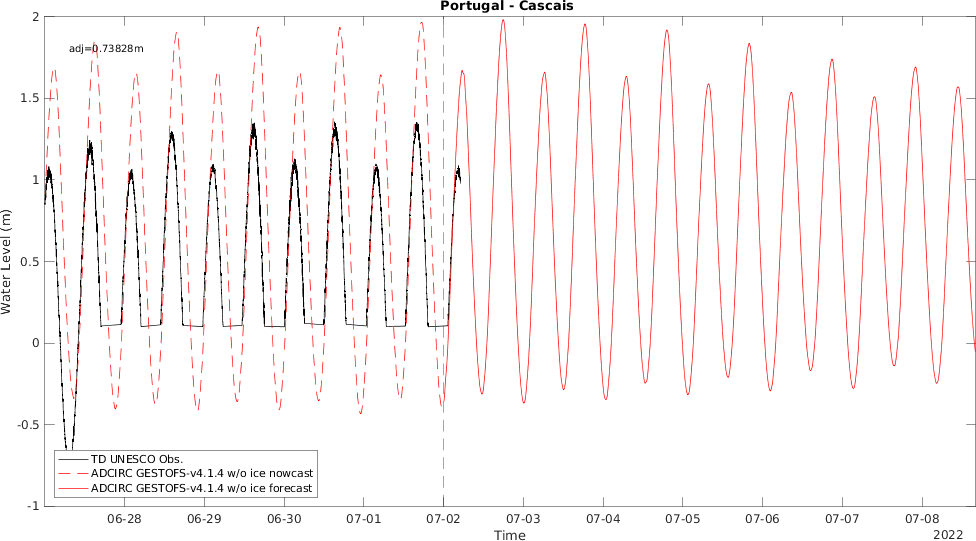 Portugal - Cascais
adj=0.73828m
2
1.5
1
0.5
0
-0.5
-1
Water Level (m)
TD UNESCO Obs.
ADCIRC GESTOFS-v4.1.4 w/o ice nowcast
ADCIRC GESTOFS-v4.1.4 w/o ice forecast
06-28 06-29 06-30 07-01 07-02 07-03 07-04 07-05 07-06 07-07 07-08
Time
2022